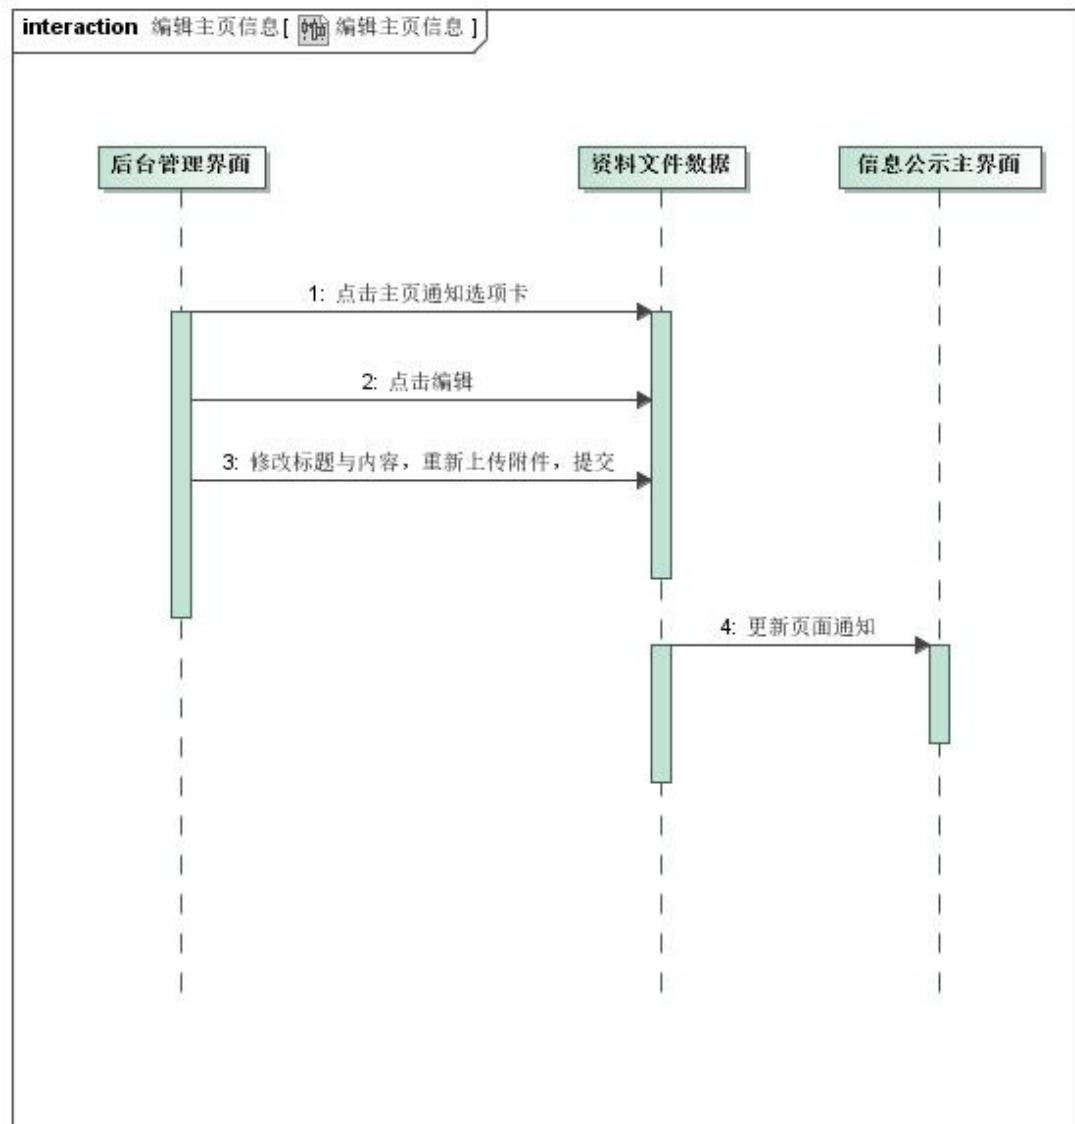 interaction 编辑主页信息[ 编辑主页信息 ]
后台管理界面 资料文件数据 信息公示主界面
1: 点击主页通知选项卡
2: 点击编辑
3: 修改标题与内容，重新上传附件，提交
4: 更新页面通知